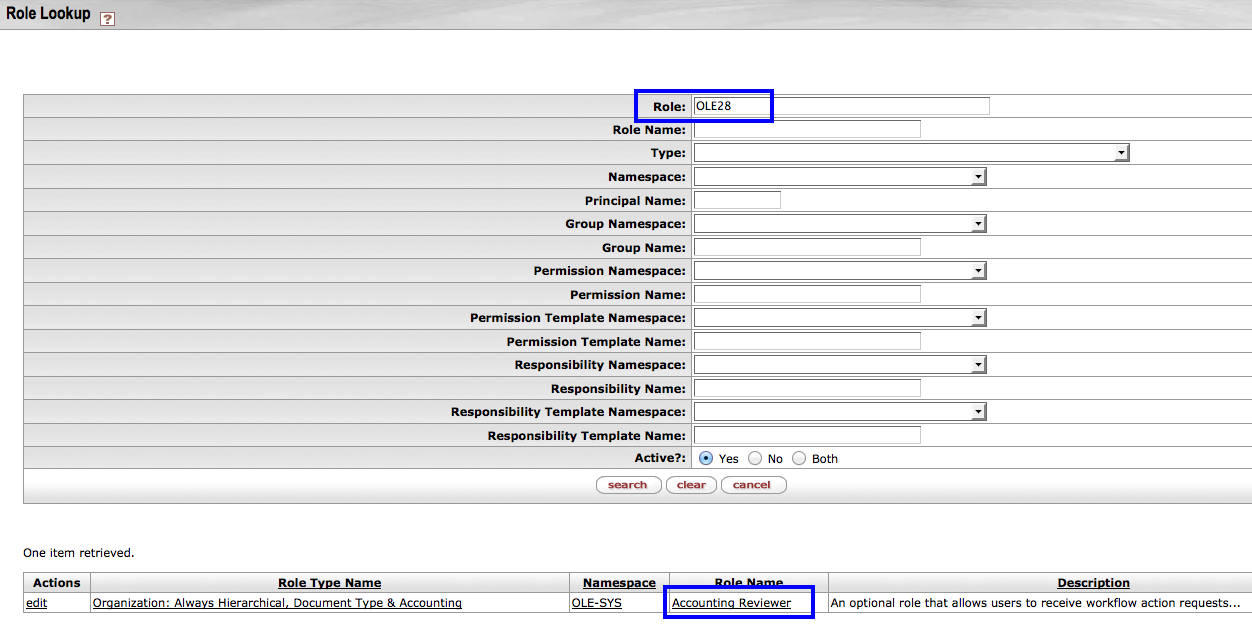 Role Lookup ?
Role: OLE28
Role Name:
Type:
Namespace:
Principal Name:
Group Namespace:
Group Name:
Permission Namespace:
Permission Name:
Permission Template Namespace:
Permission Template Name:
Responsibility Namespace:
Responsibility Name:
Responsibility Template Namespace:
Responsibility Template Name:
Active?: Yes No Both
search clear cancel
One item retrieved.
Actions Role Type Name Namespace Role Name Description
edit Organization: Always Hierarchical, Document Type & Accounting OLE-SYS Accounting Reviewer An optional role that allows users to receive workflow action requests...